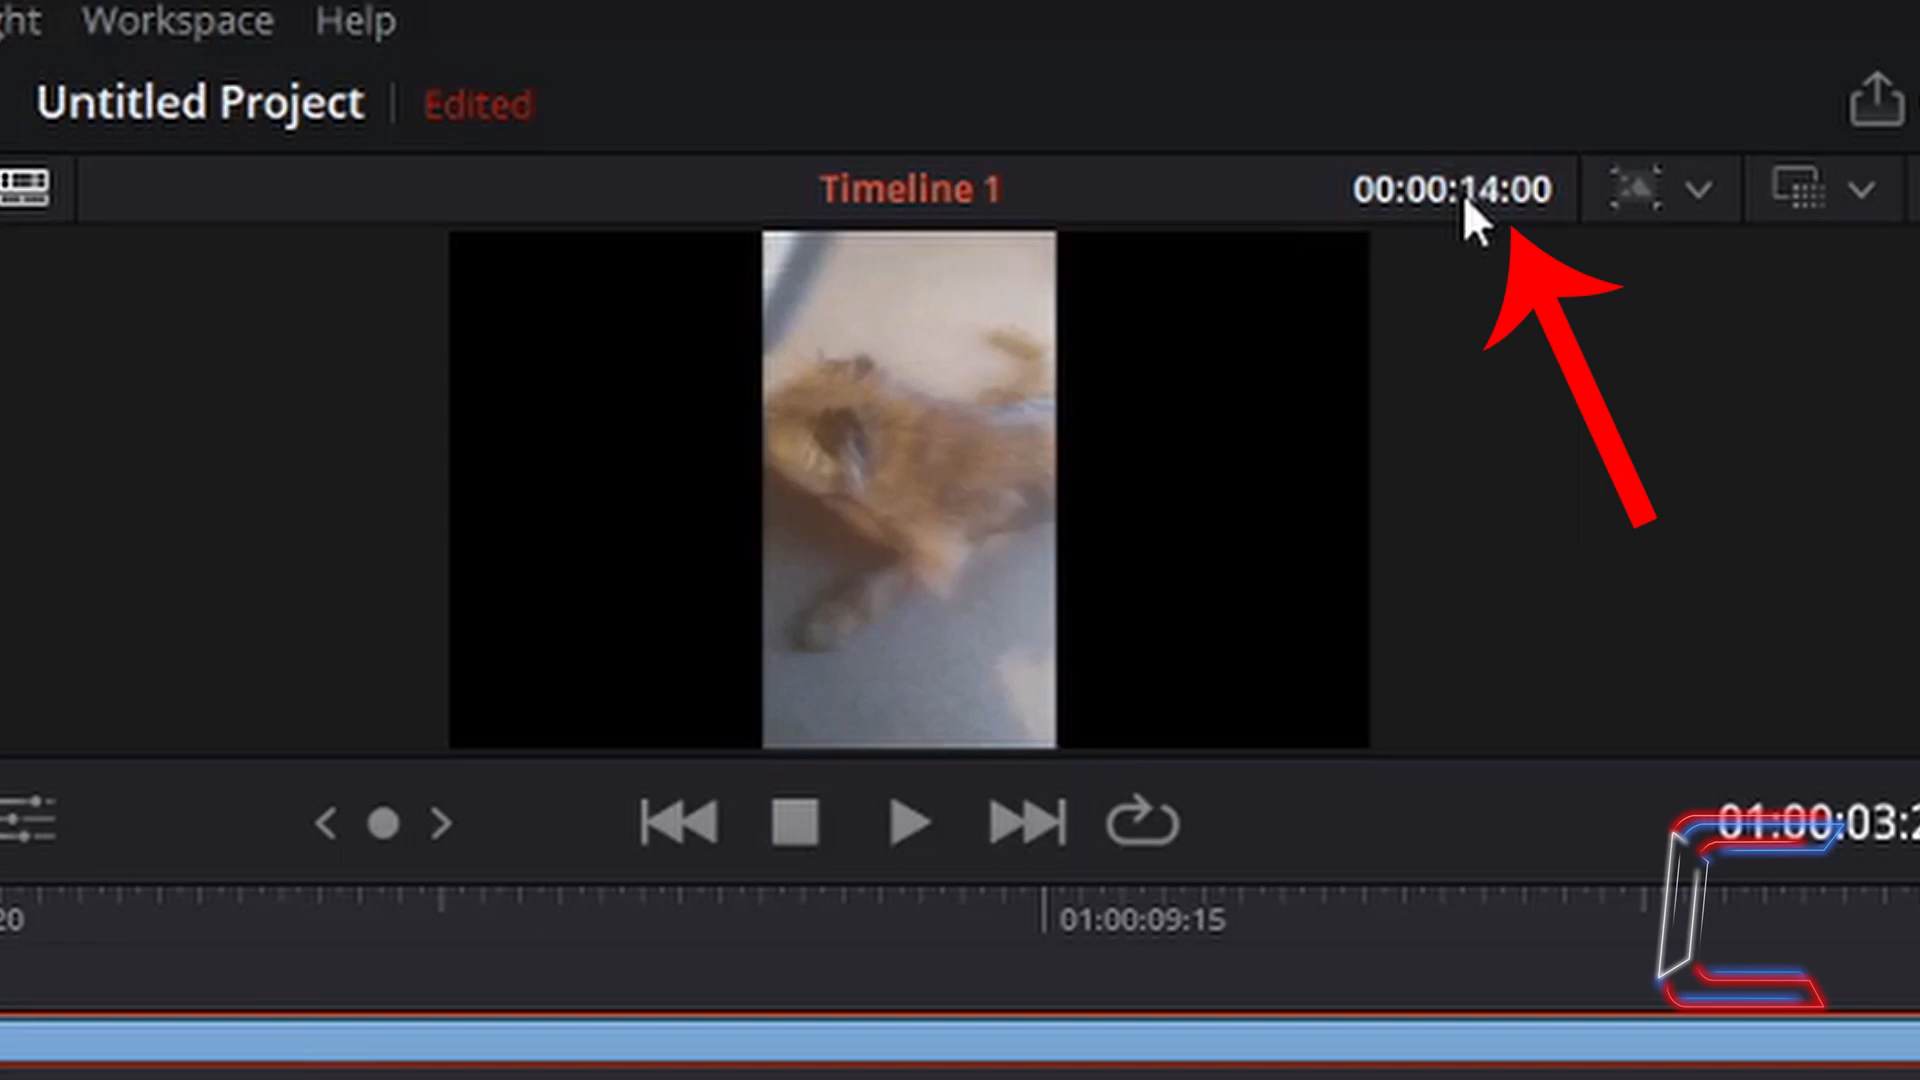 Workspace Help
Untitled Project Edited
Timeline 1 00:00:14:00
01:00:03:2
20 01:00:09:15